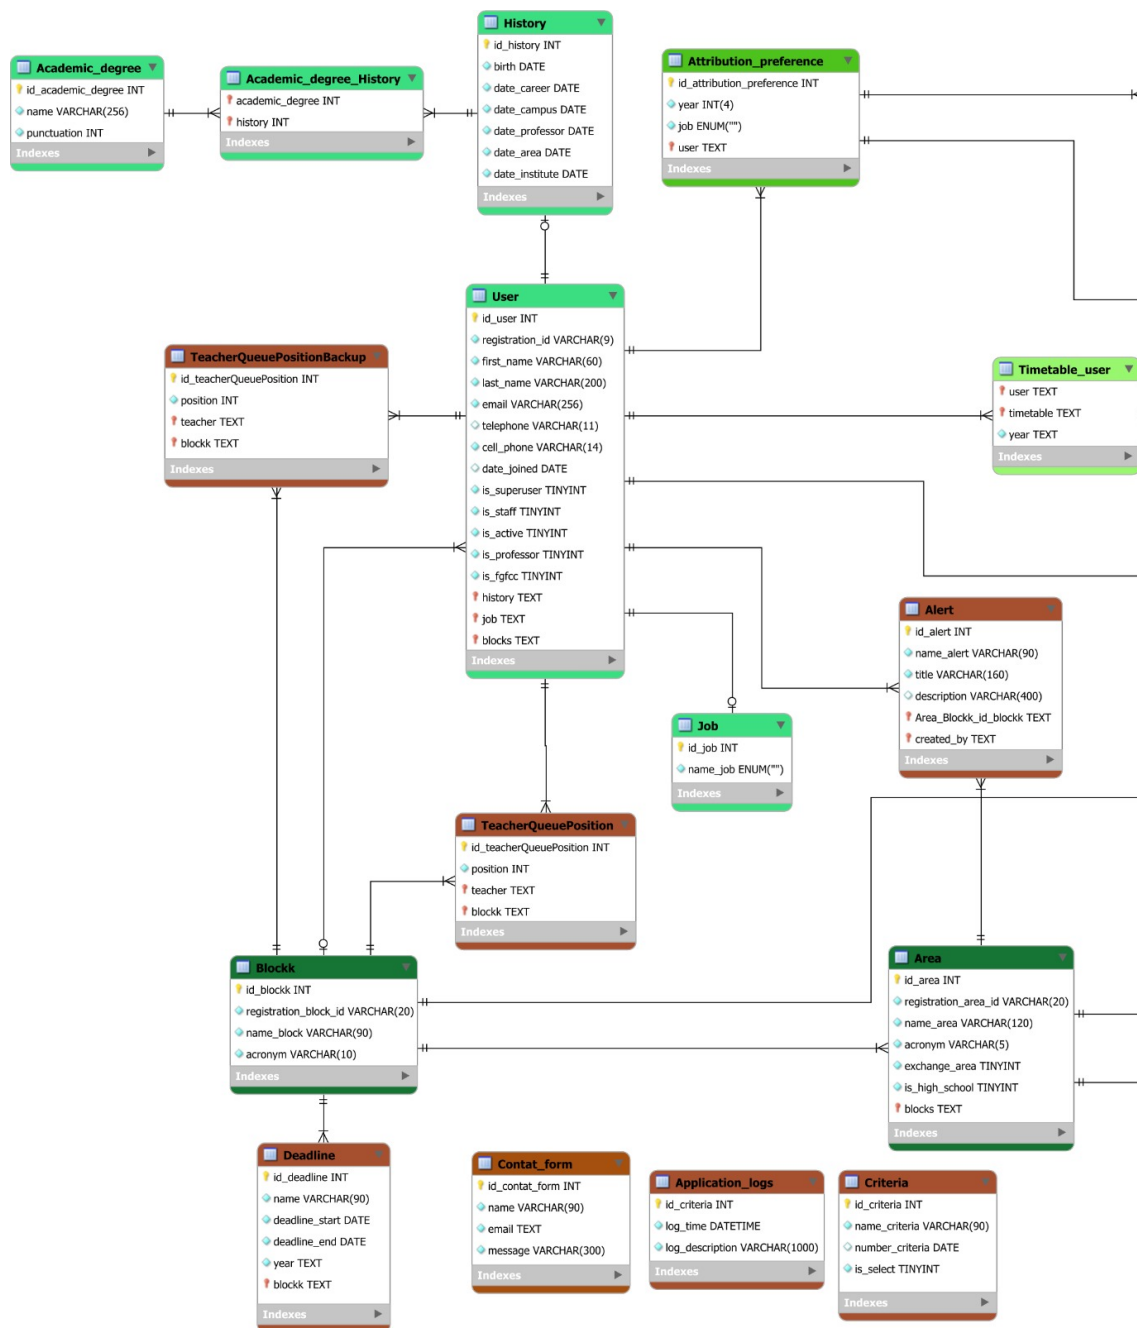 History
id_history INT
birth DATE
date_career DATE
date_campus DATE
date_professor DATE
date_area DATE
date_institute DATE
Indexes
Academic_degree
id_academic_degree INT
name VARCHAR(256)
punctuation INT
Indexes
Academic_degree_History
academic_degree INT
history INT
Indexes
Attribution_preference
id_attribution_preference INT
year INT(4)
job ENUM("")
user TEXT
Indexes
User
id_user INT
registration_id VARCHAR(9)
first_name VARCHAR(60)
last_name VARCHAR(200)
email VARCHAR(256)
telephone VARCHAR(11)
cell_phone VARCHAR(14)
date_joined DATE
is_superuser TINYINT
is_staff TINYINT
is_active TINYINT
is_professor TINYINT
is_fgfcc TINYINT
history TEXT
job TEXT
blocks TEXT
Indexes
TeacherQueuePositionBackup
id_teacherQueuePosition INT
position INT
teacher TEXT
blockk TEXT
Indexes
Timetable_user
user TEXT
timetable TEXT
year TEXT
Indexes
Alert
id_alert INT
name_alert VARCHAR(90)
title VARCHAR(160)
description VARCHAR(400)
Area_Blockk_id_blockk TEXT
created_by TEXT
Indexes
Job
id_job INT
name_job ENUM("")
Indexes
TeacherQueuePosition
id_teacherQueuePosition INT
position INT
teacher TEXT
blockk TEXT
Indexes
Blockk
id_blockk INT
registration_block_id VARCHAR(20)
name_block VARCHAR(90)
acronym VARCHAR(10)
Indexes
Area
id_area INT
registration_area_id VARCHAR(20)
name_area VARCHAR(120)
acronym VARCHAR(5)
exchange_area TINYINT
is_high_school TINYINT
blocks TEXT
Indexes
Deadline
id_deadline INT
name VARCHAR(90)
deadline_start DATE
deadline_end DATE
year TEXT
blockk TEXT
Indexes
Contat_form
id_contat_form INT
name VARCHAR(90)
email TEXT
message VARCHAR(300)
Indexes
Application_logs
id_criteria INT
log_time DATETIME
log_description VARCHAR(1000)
Indexes
Criteria
id_criteria INT
name_criteria VARCHAR(90)
number_criteria DATE
is_select TINYINT
Indexes